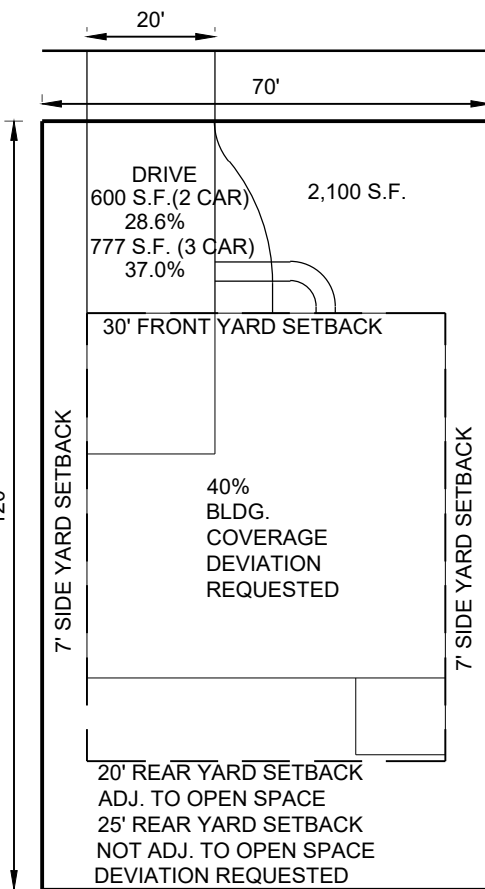 20'
70'
DRIVE
600 S.F.(2 CAR)
28.6%
777 S.F. (3 CAR)
37.0%
2,100 S.F.
30' FRONT YARD SETBACK
7' SIDE YARD SETBACK
40%
BLDG.
COVERAGE
DEVIATION
REQUESTED
7' SIDE YARD SETBACK
20' REAR YARD SETBACK
ADJ. TO OPEN SPACE
25' REAR YARD SETBACK
NOT ADJ. TO OPEN SPACE
DEVIATION REQUESTED